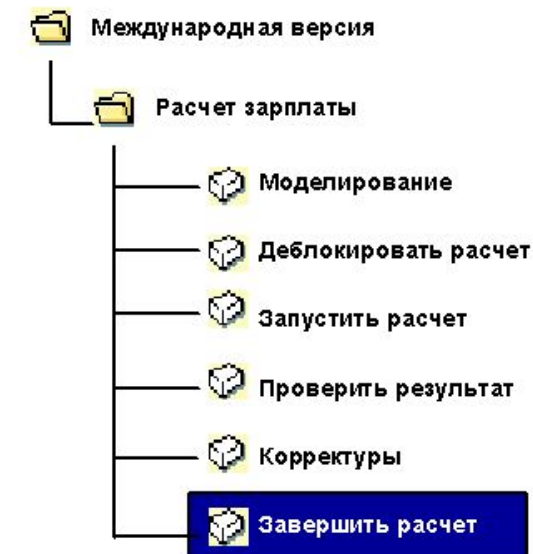 Международная версия
Расчет зарплаты
Моделирование
Деблокировать расчет
Запустить расчет
Проверить результат
Корректуры
Завершить расчет